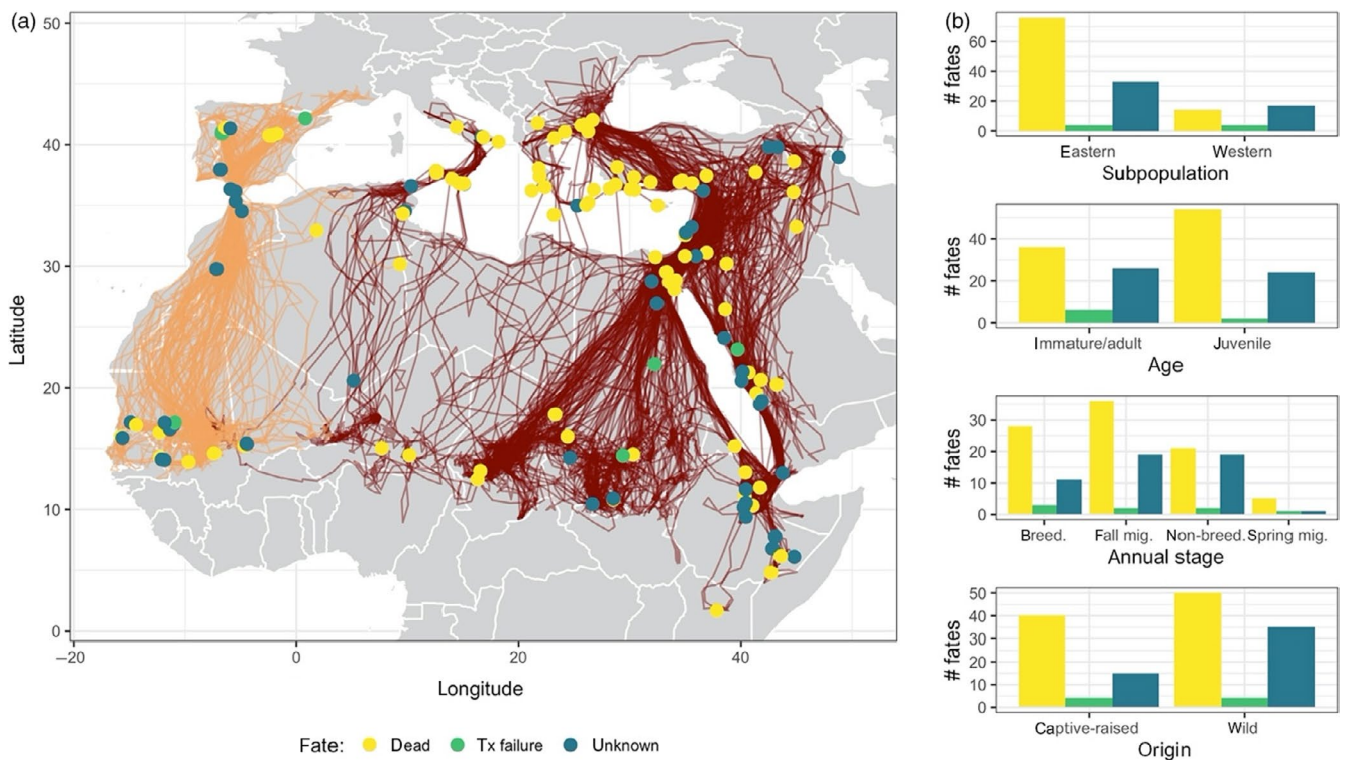 (a)
50
40
30
20
10
0
Latitude
−20
0
20
40
Longitude
Fate: Dead Tx failure Unknown
(b)
60
40
20
0
# fates
Eastern Western
Subpopulation
40
20
0
# fates
Immature/adult Juvenile
Age
30
20
10
0
# fates
Breed. Fall mig. Non-breed. Spring mig.
Annual stage
50
40
30
20
10
0
# fates
Captive-raised Wild
Origin